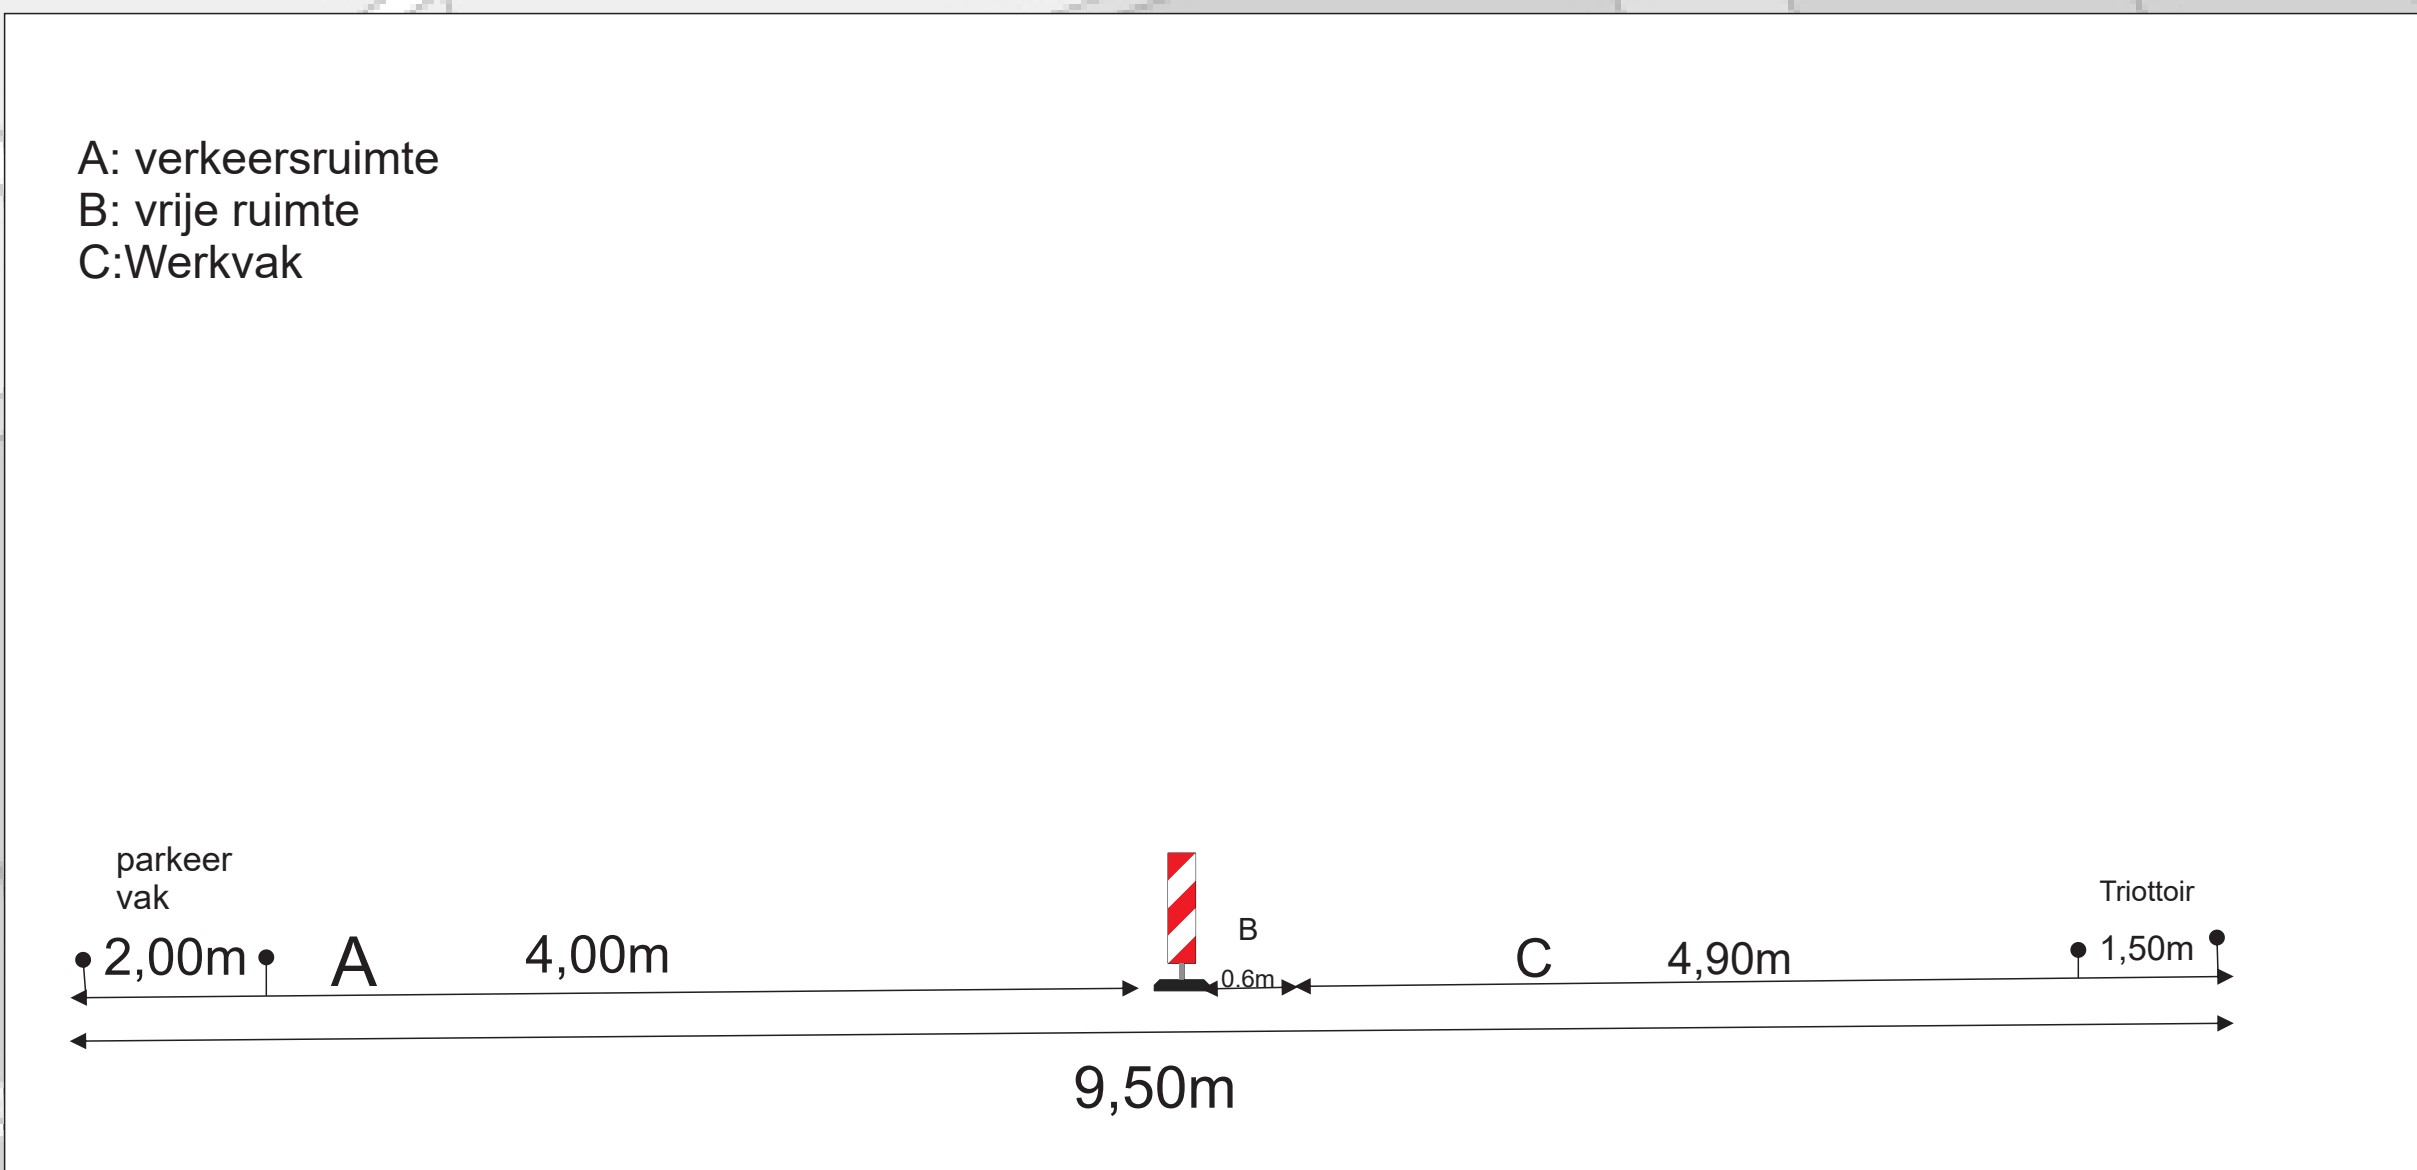 A: verkeersruimte
B: vrije ruimte
C:Werkvak
parkeer
vak
2,00m
A
4,00m
B
0.6m
C
4,90m
Triottoir
1,50m
9,50m